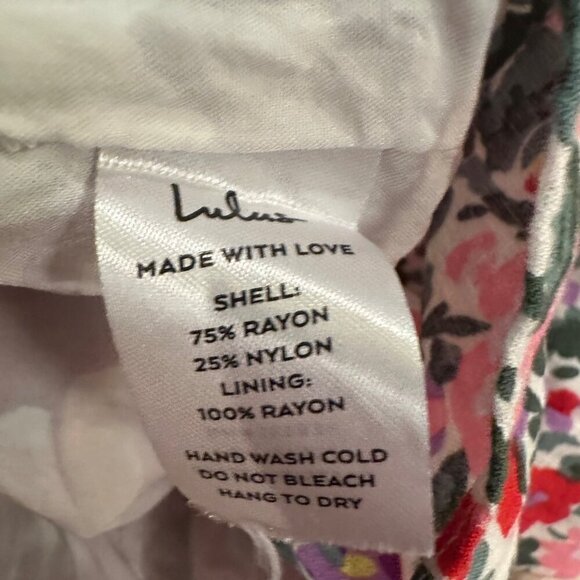 Lulus
MADE WITH LOVE
SHELL:
75% RAYON
25% NYLON
LINING:
100% RAYON
HAND WASH COLD
DO NOT BLEACH
HANG TO DRY